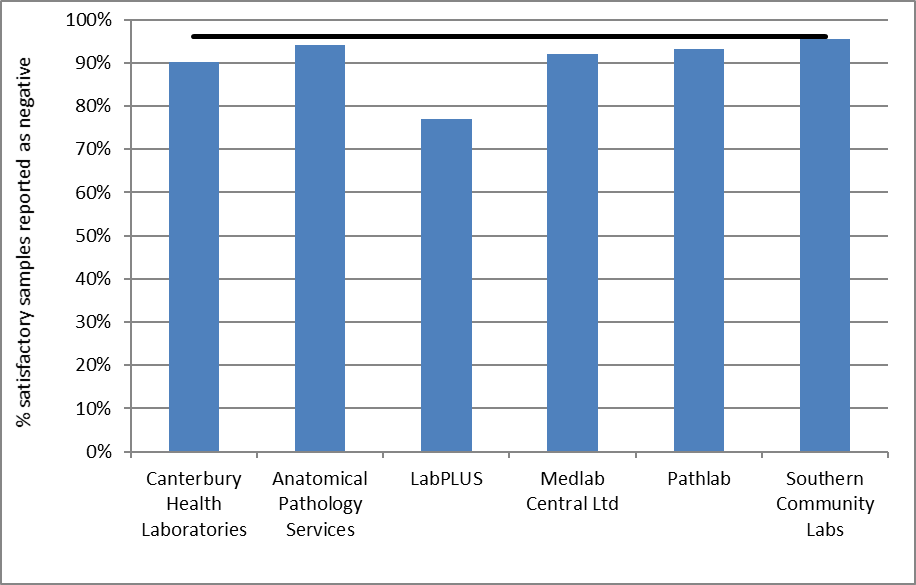 % satisfactory samples reported as negative
100%
90%
80%
70%
60%
50%
40%
30%
20%
10%
0%
Canterbury
Health
Laboratories
Anatomical
Pathology
Services
LabPLUS
Medlab
Central Ltd
Pathlab
Southern
Community
Labs